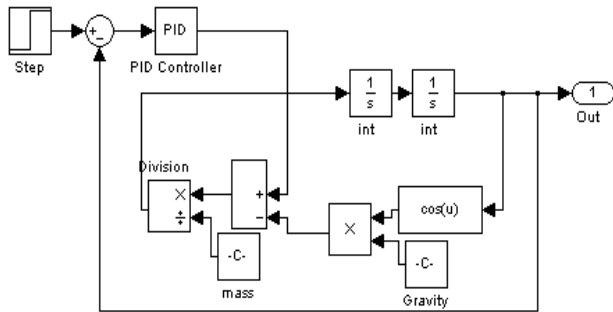 +
−
PID
Step
PID Controller
1
s
1
s
1
int
int
Out
Division
×
÷
+
−
×
cos(u)
-C-
-C-
mass
Gravity